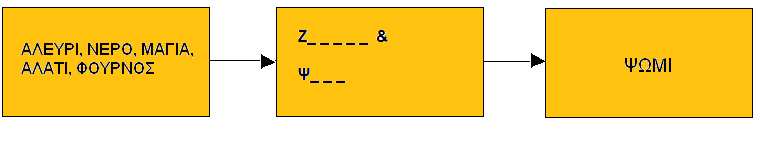 ΑΛΕΥΡΙ, ΝΕΡΟ, ΜΑΓΙΑ,
ΑΛΑΤΙ, ΦΟΥΡΝΟΣ
Ζ_ _ _ _ _ &
Ψ_ _ _
ΨΩΜΙ